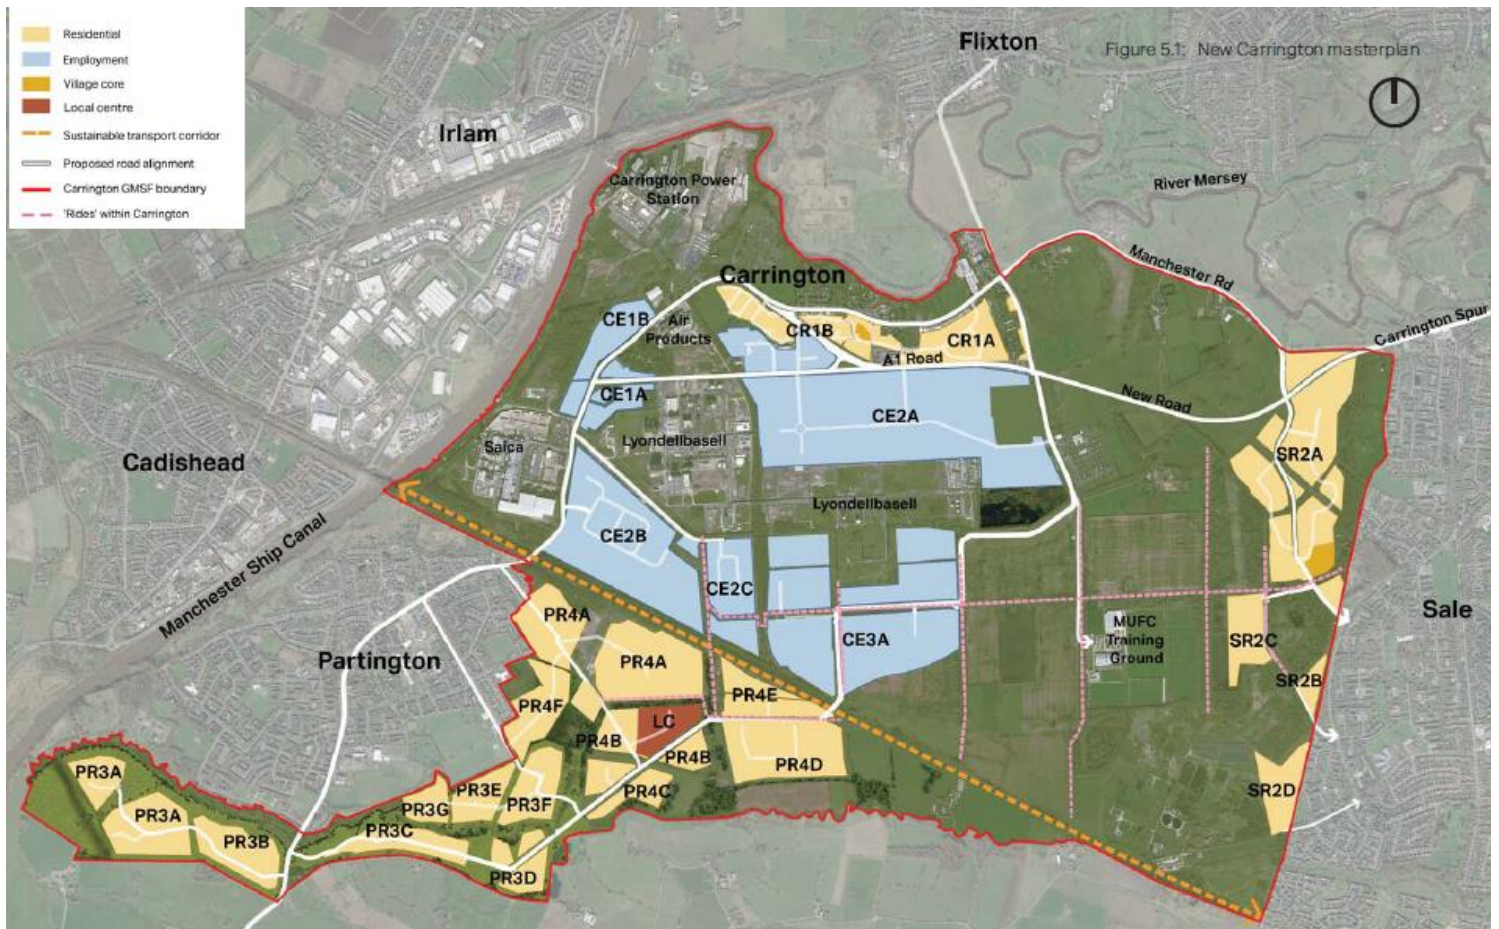 Residential
Employment
Village core
Local centre
Sustainable transport corridor
Proposed road alignment
Carrington GMSF boundary
'Rides' within Carrington
Figure 5.1: New Carrington masterplan
Flixton
Irlam
Carrington Power
Station
River Mersey
Manchester Rd
Carrington
Carrington Spur
CE1B
Air
Products
CR1B
CR1A
A1 Road
CE1A
New Road
CE2A
Saica
Lyondellbasell
SR2A
Cadishead
Lyondellbasell
CE2B
Manchester Ship Canal
CE2C
Sale
PR4A
MUFC
Training
Ground
CE3A
SR2C
Partington
PR4A
SR2B
PR4E
PR4F
LC
PR4B
PR4B
PR4D
PR3A
PR3E
PR4C
SR2D
PR3G
PR3F
PR3A
PR3C
PR3B
PR3D